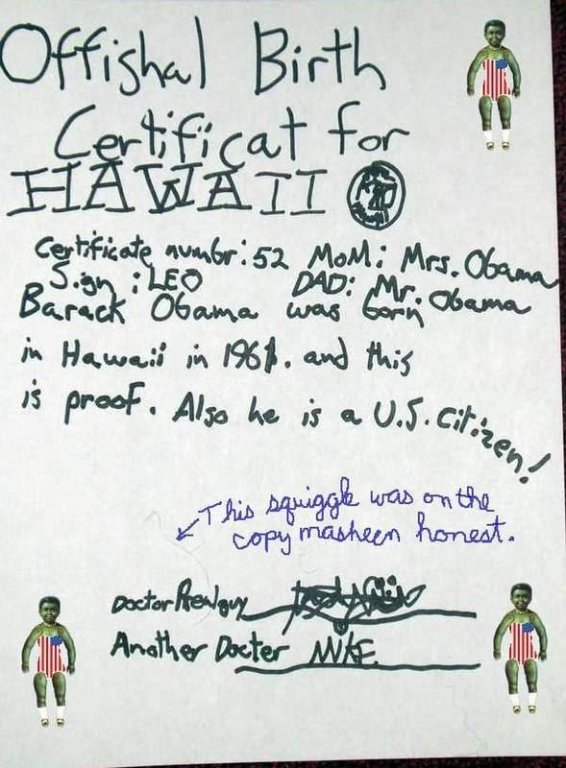 Offishal Birth
Certificat for
HAWAII
Certificate numbr: 52 MoM: Mrs. Obama
Sign: LEO DAD: Mr. Obama
Barack Obama was born
in Hawaii in 1961. and this
is proof. Also he is a U.S. citizen!
This squiggle was on the
copy masheen honest.
Doctor Realguy
Another Docter MIKE